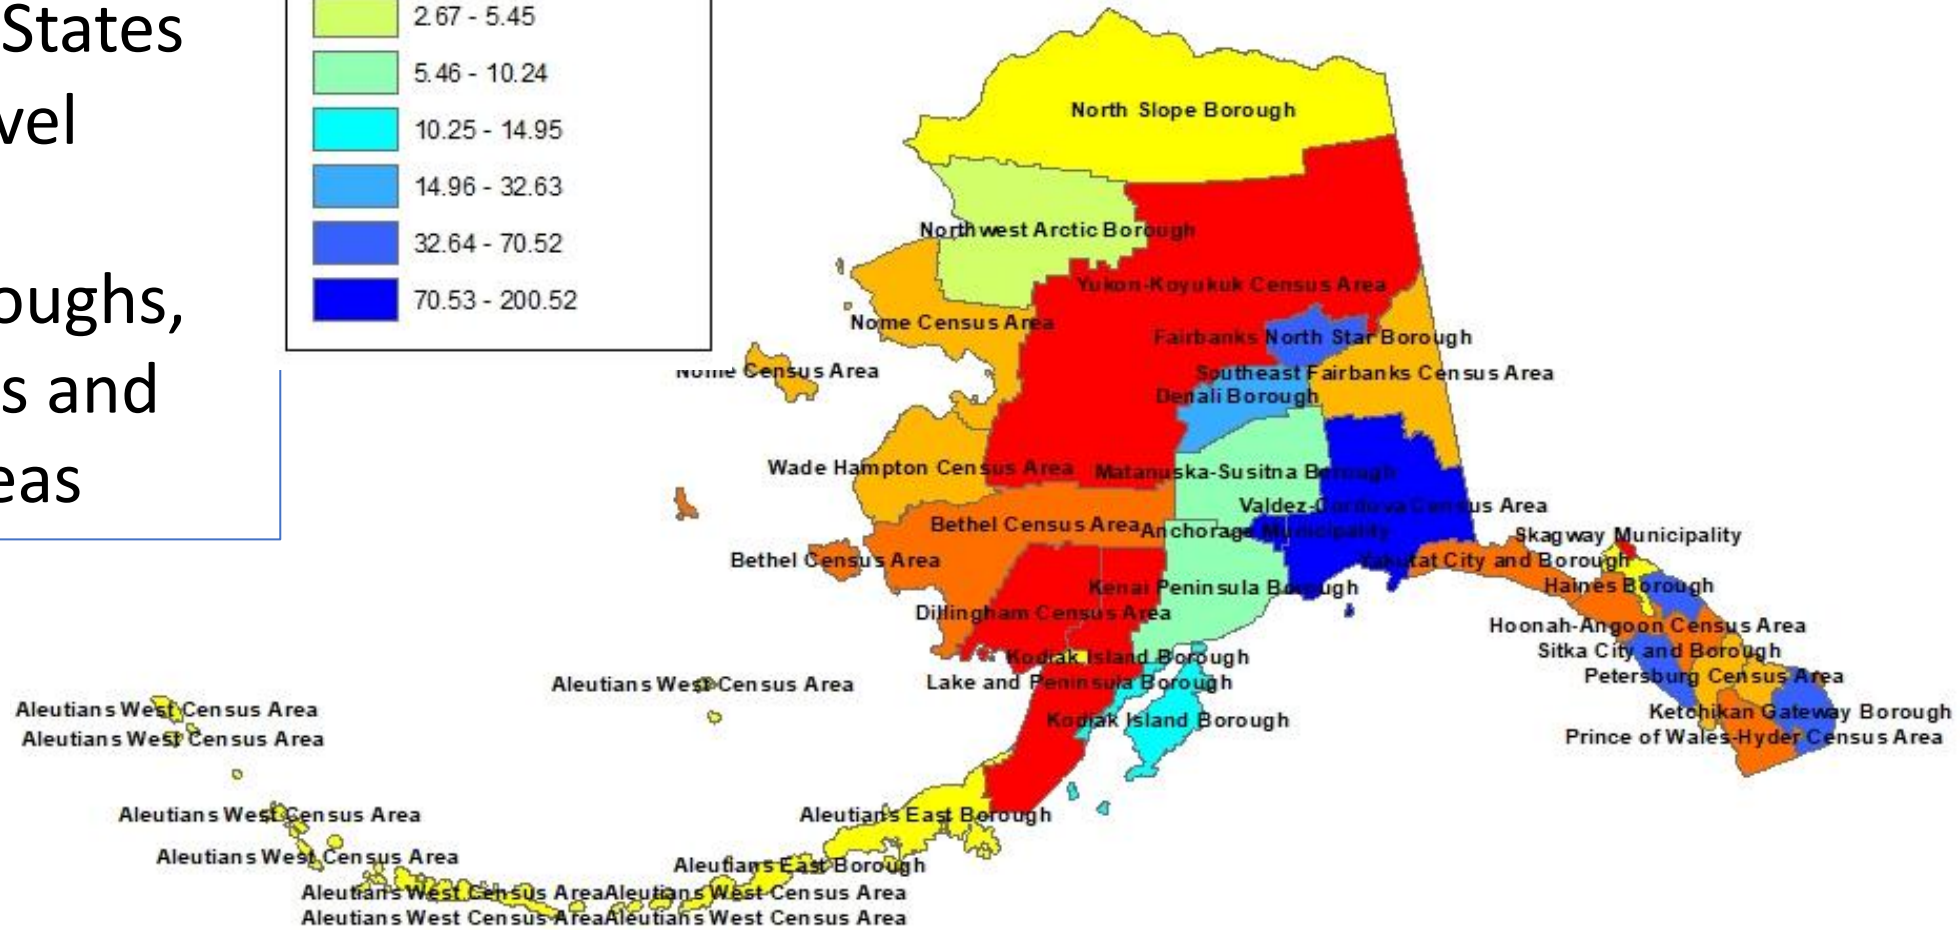 States
vel
oughs,
s and
eas
2.67 - 5.45
5.46 - 10.24
10.25 - 14.95
14.96 - 32.63
32.64 - 70.52
70.53 - 200.52
North Slope Borough
Northwest Arctic Borough
Yukon-Koyukuk Census Area
Nome Census Area
Fairbanks North Star Borough
Nome Census Area
Southeast Fairbanks Census Area
Denali Borough
Wade Hampton Census Area
Matanuska-Susitna Borough
Valdez-Cordova Census Area
Bethel Census Area
Anchorage Municipality
Skagway Municipality
Bethel Census Area
Yakutat City and Borough
Kenai Peninsula Borough
Haines Borough
Dillingham Census Area
Hoonah-Angoon Census Area
Sitka City and Borough
Kodiak Island Borough
Petersburg Census Area
Aleutians West Census Area
Lake and Peninsula Borough
Aleutians West Census Area
Ketchikan Gateway Borough
Kodiak Island Borough
Aleutians West Census Area
Prince of Wales-Hyder Census Area
Aleutians West Census Area
Aleutians East Borough
Aleutians West Census Area
Aleutians East Borough
Aleutians West Census Area
Aleutians West Census Area
Aleutians West Census Area
Aleutians West Census Area